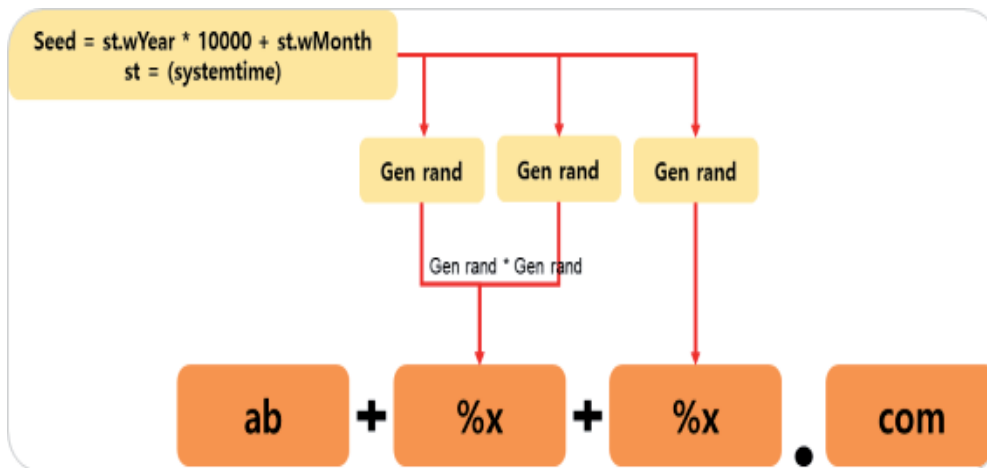 Seed = st.wYear * 10000 + st.wMonth
st = (systemtime)
Gen rand
Gen rand
Gen rand
Gen rand * Gen rand
ab + %x + %x . com